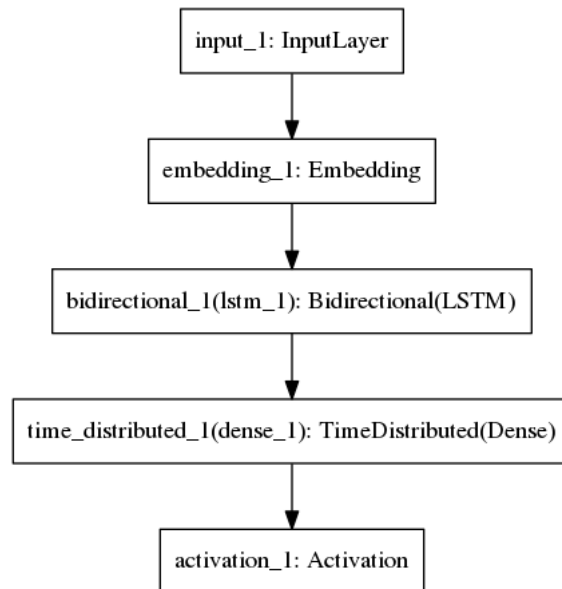 input_1: InputLayer
embedding_1: Embedding
bidirectional_1(lstm_1): Bidirectional(LSTM)
time_distributed_1(dense_1): TimeDistributed(Dense)
activation_1: Activation